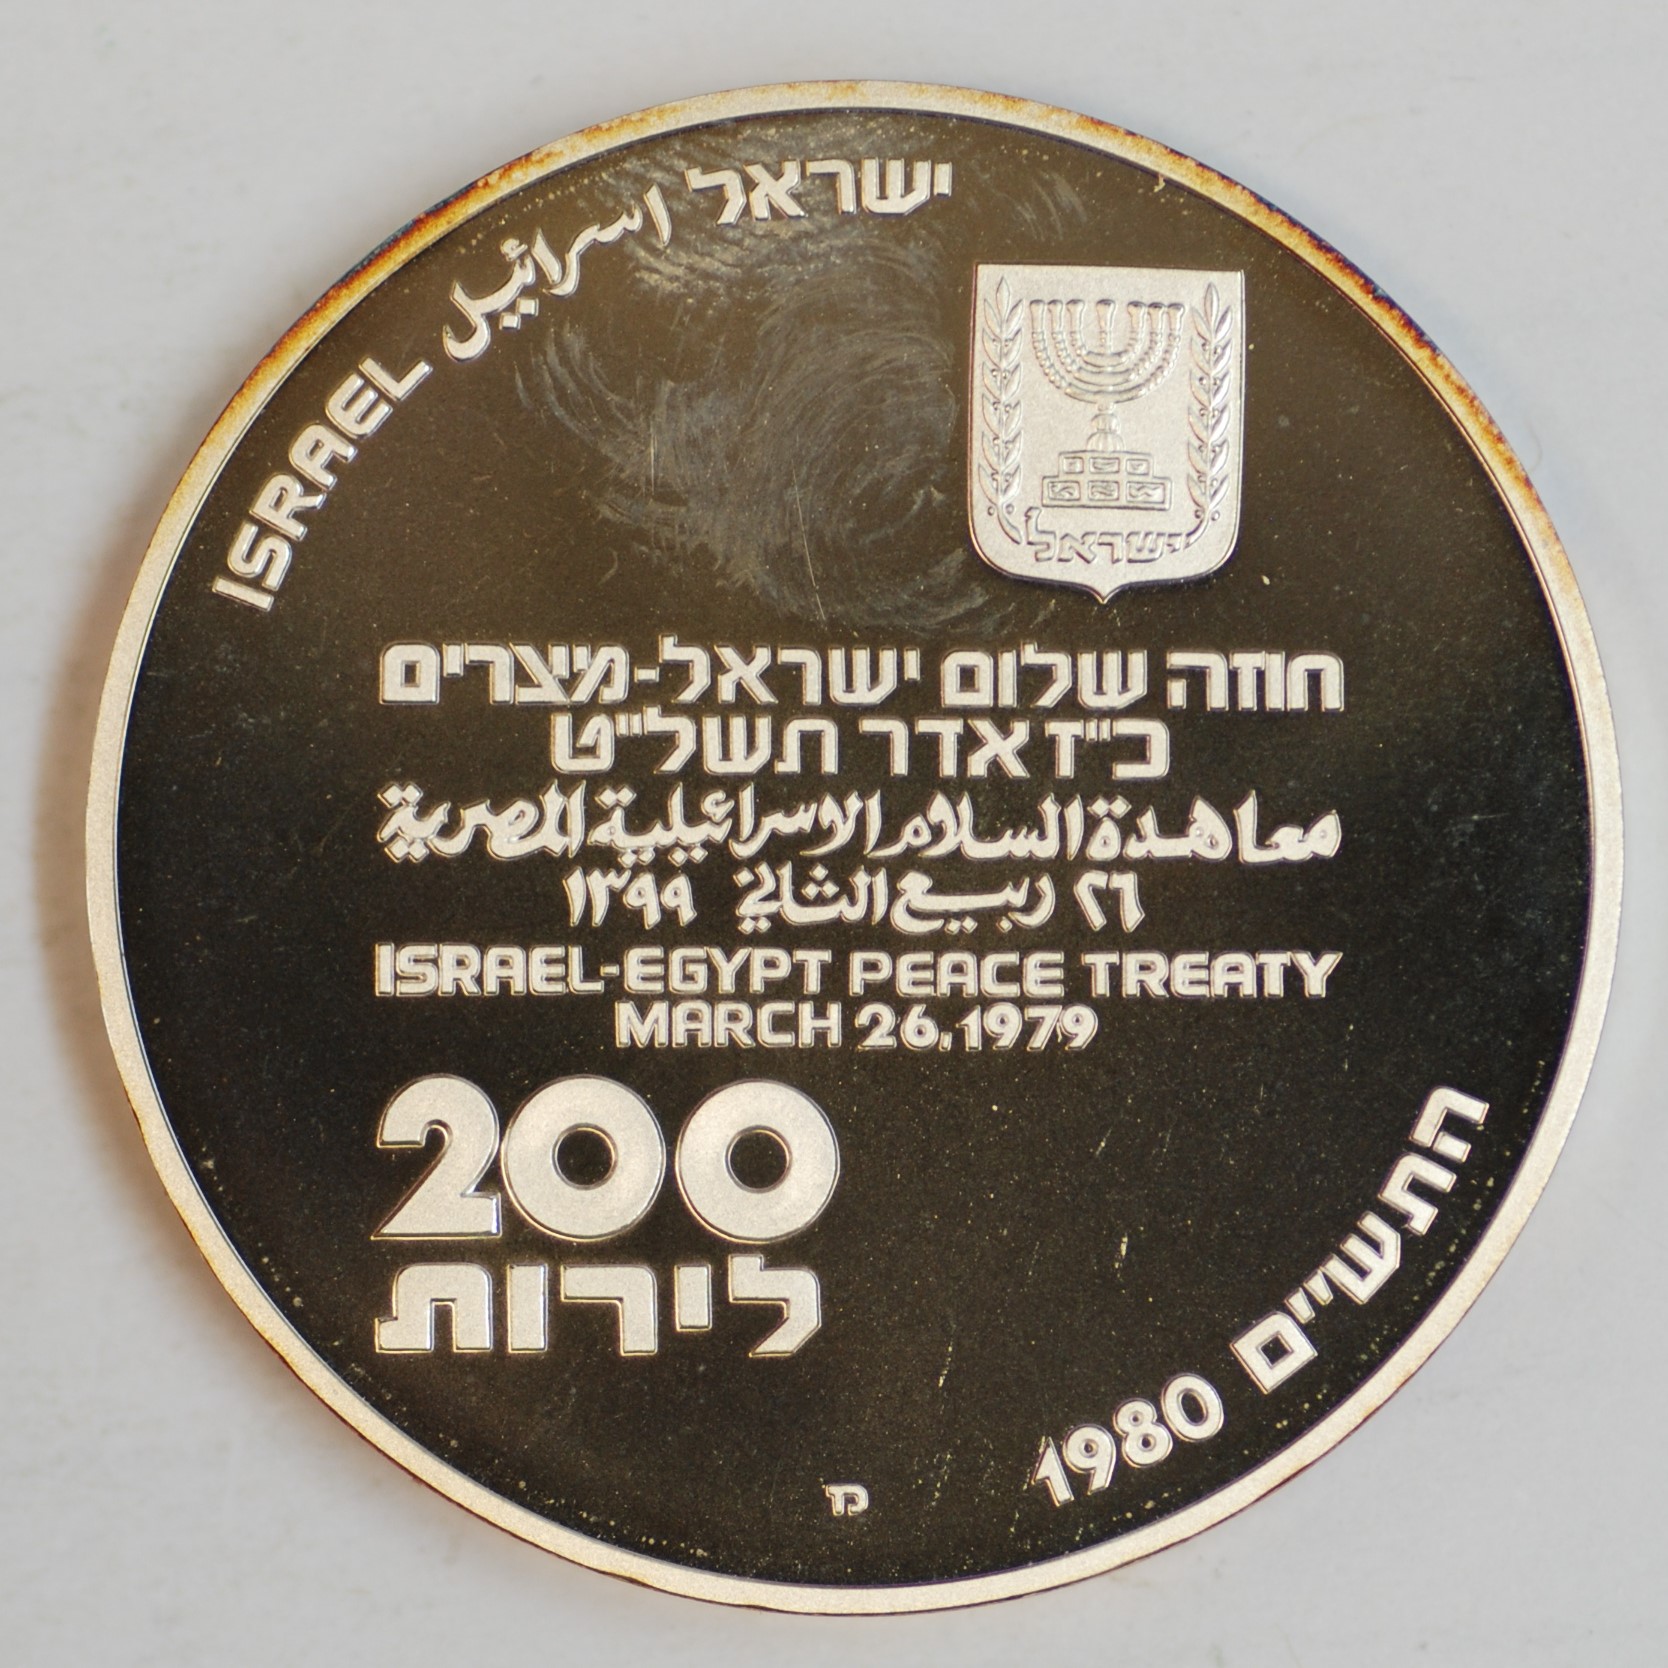 ישראל
اسرائيل
ISRAEL
ישראל
חוזה שלום ישראל-מצרים
כ״ז אדר תשל״ט
معاهدة السلام الاسرائيلية المصرية
٢٦ ربيع الثاني ١٣٩٩
ISRAEL-EGYPT PEACE TREATY
MARCH 26, 1979
200
לירות
התש״ים
1980